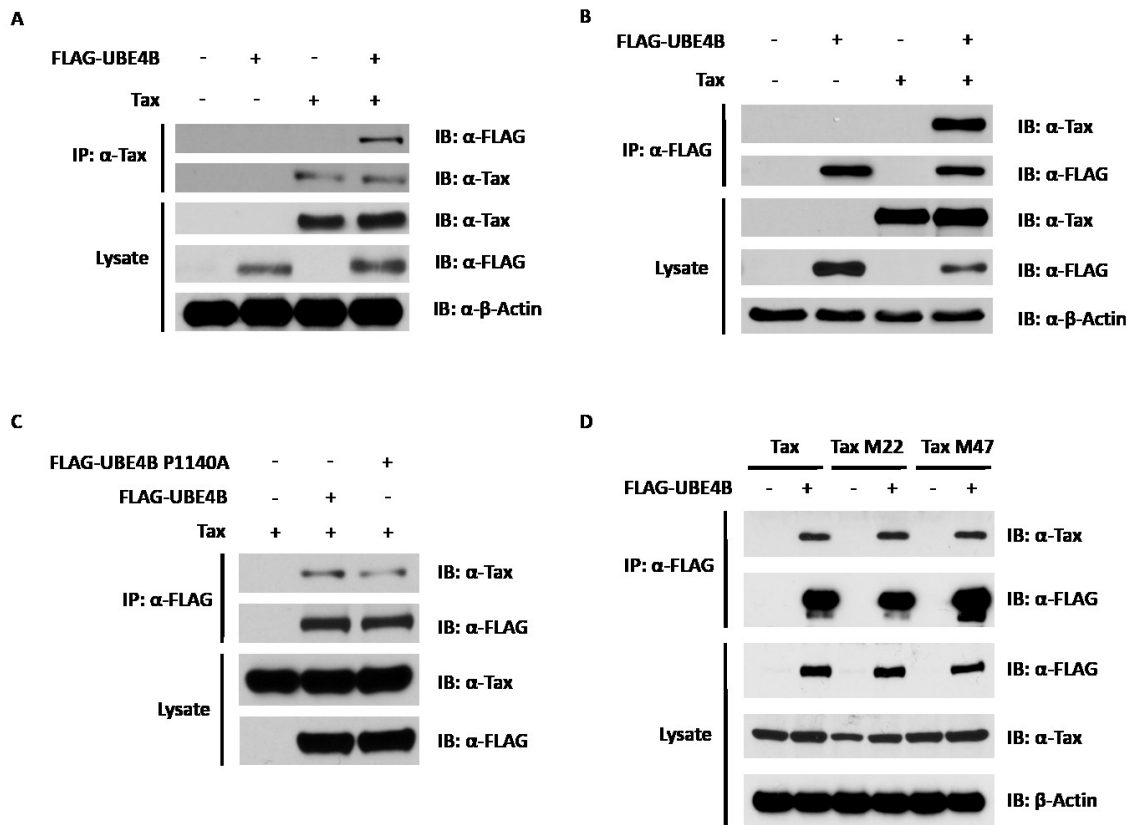 A
FLAG-UBE4B - + - +
Tax - - + +
IP: α-Tax
IB: α-FLAG
IB: α-Tax
Lysate
IB: α-Tax
IB: α-FLAG
IB: α-β-Actin
B
FLAG-UBE4B - + - +
Tax - - + +
IP: α-FLAG
IB: α-Tax
IB: α-FLAG
Lysate
IB: α-Tax
IB: α-FLAG
IB: α-β-Actin
C
FLAG-UBE4B P1140A - - +
FLAG-UBE4B - + -
Tax + + +
IP: α-FLAG
IB: α-Tax
IB: α-FLAG
Lysate
IB: α-Tax
IB: α-FLAG
D
Tax Tax M22 Tax M47
FLAG-UBE4B - + - + - +
IP: α-FLAG
IB: α-Tax
IB: α-FLAG
Lysate
IB: α-FLAG
IB: α-Tax
IB: β-Actin